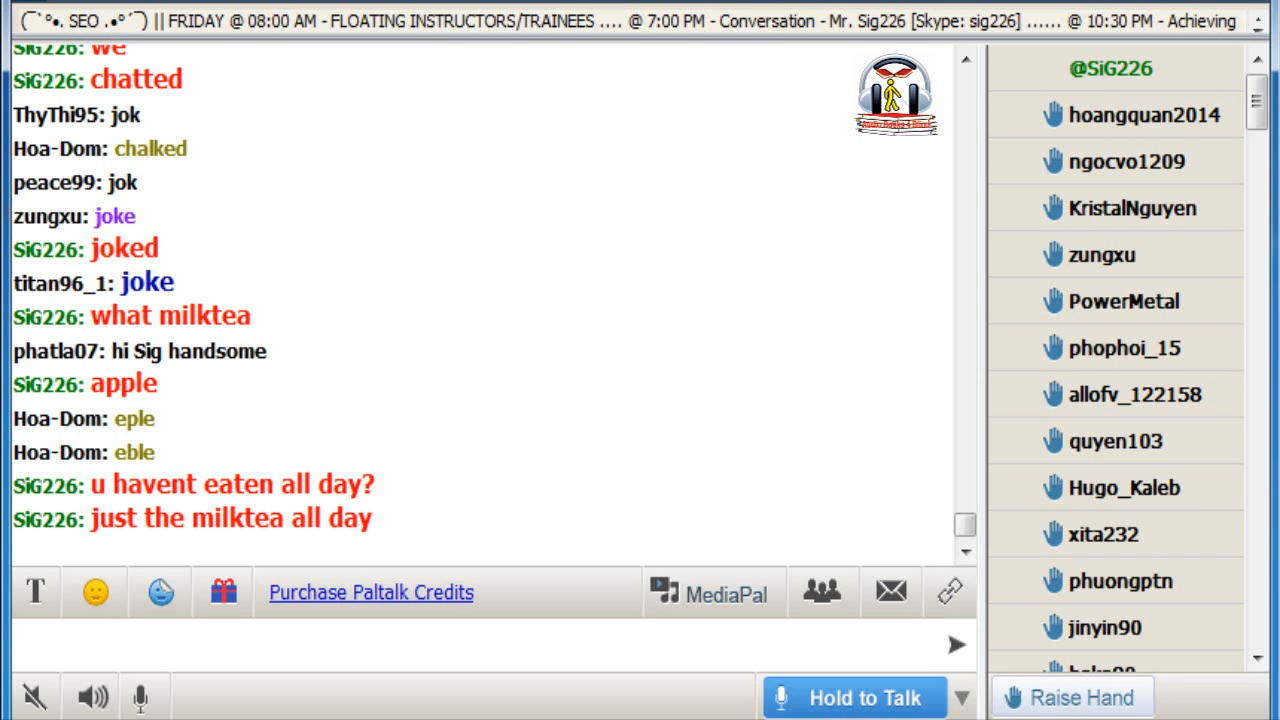 (¯`°•. SEO .•°´¯) || FRIDAY @ 08:00 AM - FLOATING INSTRUCTORS/TRAINEES .... @ 7:00 PM - Conversation - Mr. Sig226 [Skype: sig226] ...... @ 10:30 PM - Achieving
SiG226: we
SiG226: chatted
ThyThi95: jok
Hoa-Dom: chalked
peace99: jok
zungxu: joke
SiG226: joked
titan96_1: joke
SiG226: what milktea
phatla07: hi Sig handsome
SiG226: apple
Hoa-Dom: eple
Hoa-Dom: eble
SiG226: u havent eaten all day?
SiG226: just the milktea all day
@SiG226
hoangquan2014
ngocvo1209
KristalNguyen
zungxu
PowerMetal
phophoi_15
allofv_122158
quyen103
Hugo_Kaleb
xita232
phuongptn
jinyin90
T
Purchase Paltalk Credits
MediaPal
Hold to Talk
Raise Hand